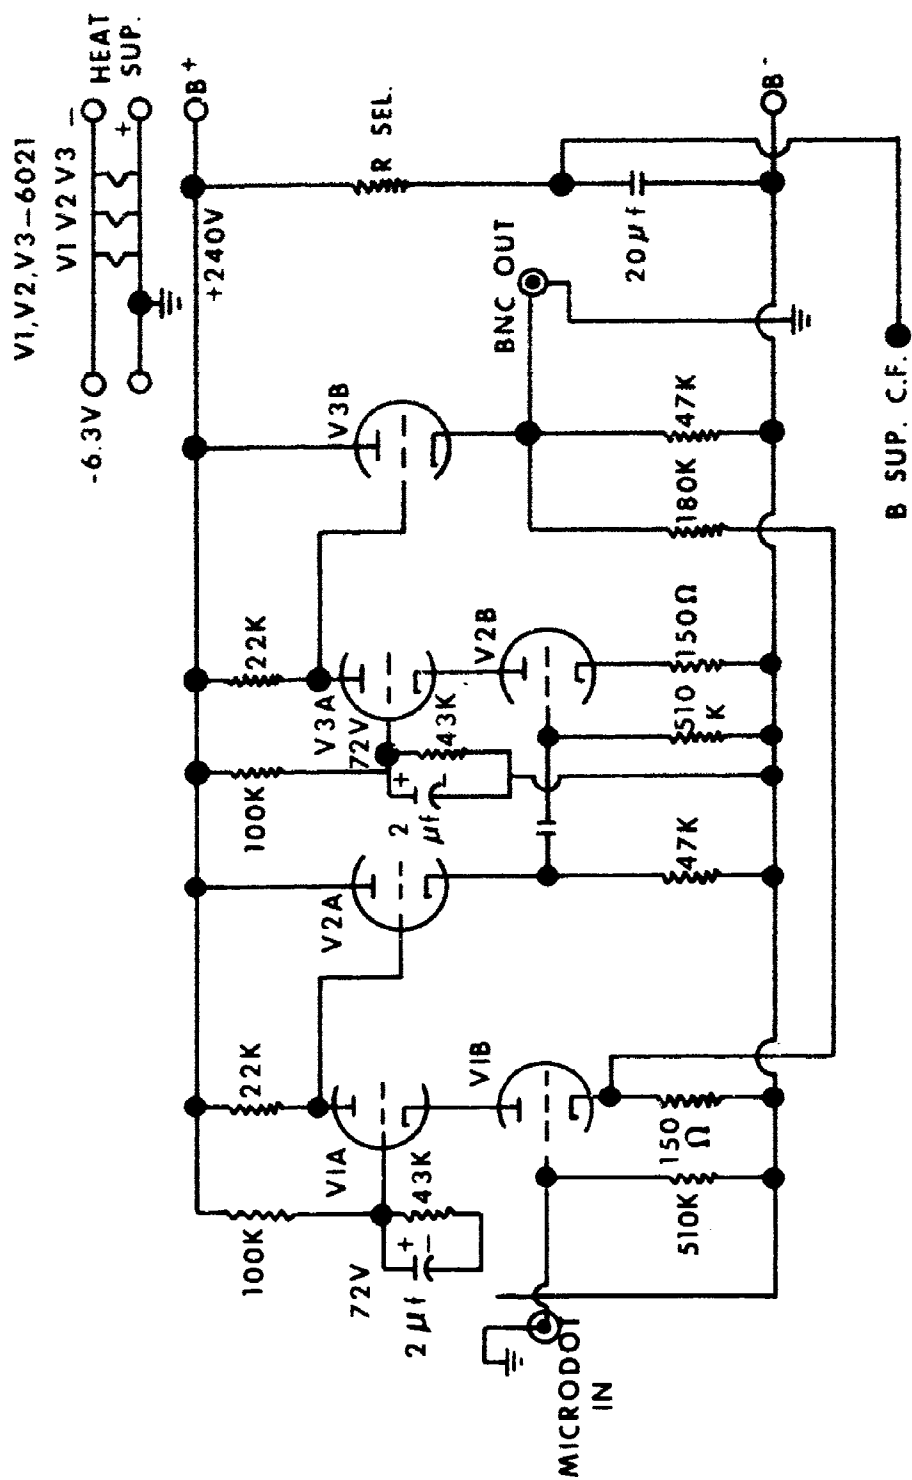 V1,V2,V3-6021
V1 V2 V3
-6.3V
-
HEAT
SUP.
+
B+
+240V
100K
22K
100K
22K
72V
V1A
V2A
72V
V3A
V3B
R SEL.
2 µf
+
-
43K
2
µf
+
-
43K
V1B
V2B
BNC OUT
MICRODOT
IN
20 µf
510K
150
Ω
47K
510
K
150Ω
180K
47K
B-
B SUP. C.F.